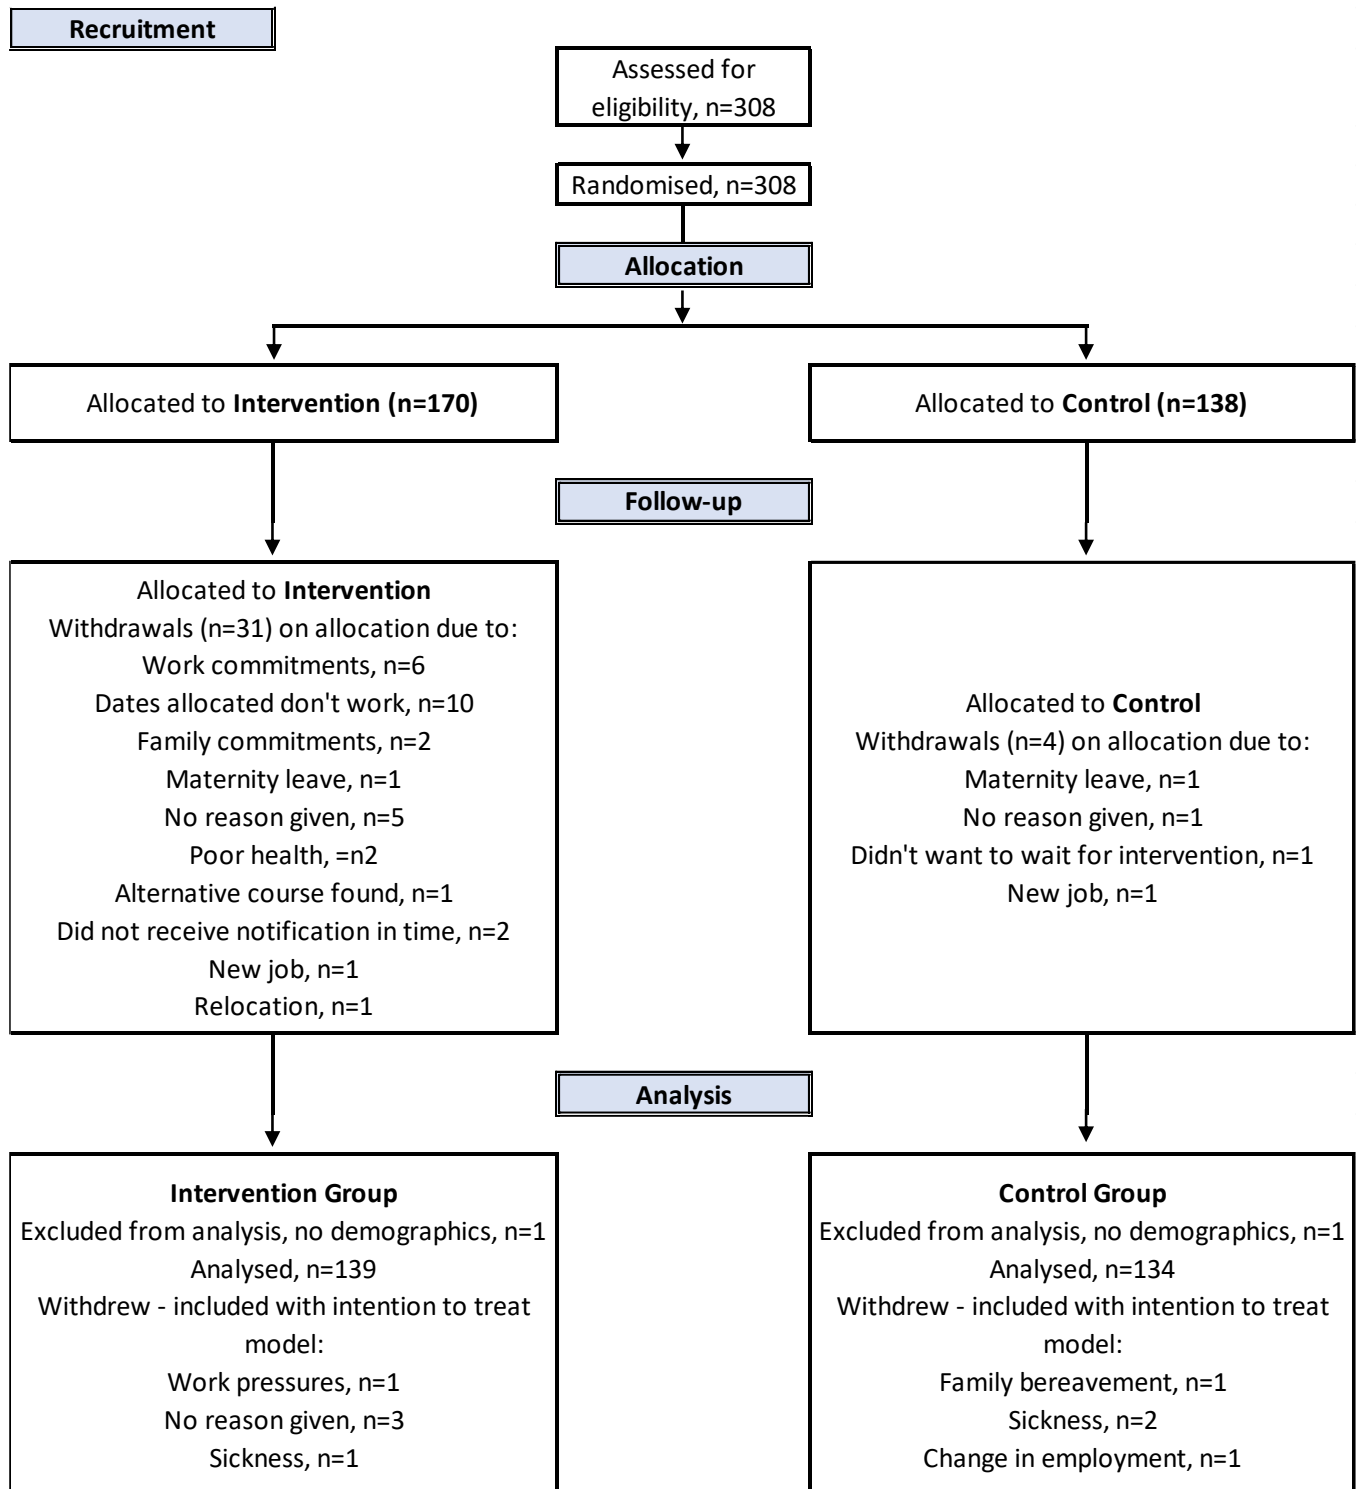 Recruitment
Assessed for
eligibility, n=308
Randomised, n=308
Allocation
Allocated to Intervention (n=170)
Allocated to Control (n=138)
Follow-up
Allocated to Intervention
Withdrawals (n=31) on allocation due to:
Work commitments, n=6
Dates allocated don't work, n=10
Family commitments, n=2
Maternity leave, n=1
No reason given, n=5
Poor health, =n2
Alternative course found, n=1
Did not receive notification in time, n=2
New job, n=1
Relocation, n=1
Allocated to Control
Withdrawals (n=4) on allocation due to:
Maternity leave, n=1
No reason given, n=1
Didn't want to wait for intervention, n=1
New job, n=1
Analysis
Intervention Group
Excluded from analysis, no demographics, n=1
Analysed, n=139
Withdrew - included with intention to treat
model:
Work pressures, n=1
No reason given, n=3
Sickness, n=1
Control Group
Excluded from analysis, no demographics, n=1
Analysed, n=134
Withdrew - included with intention to treat
model:
Family bereavement, n=1
Sickness, n=2
Change in employment, n=1